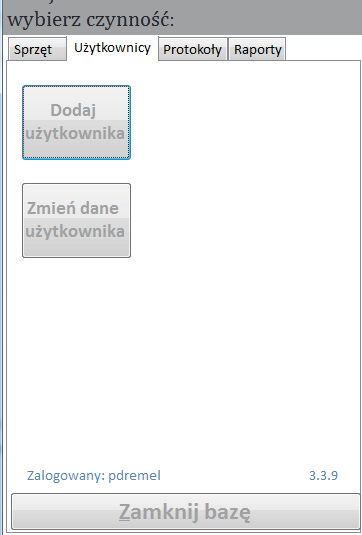 wybierz czynność:
Sprzęt Użytkownicy Protokoły Raporty
Dodaj
użytkownika
Zmień dane
użytkownika
Zalogowany: pdremel 3.3.9
Zamknij bazę